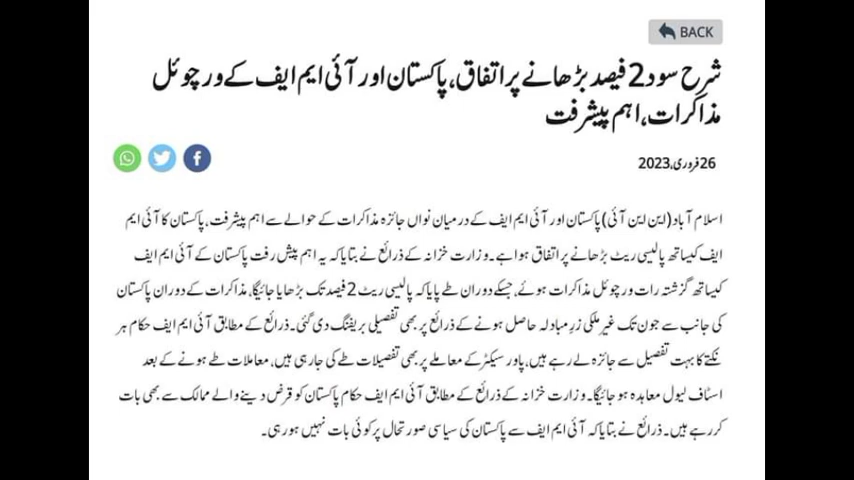 BACK
شرح سود 2 فیصد بڑھانے پر اتفاق، پاکستان اور آئی ایم ایف کے ورچوئل
مذاکرات، اہم پیشرفت
26 فروری، 2023
اسلام آباد (این این آئی) پاکستان اور آئی ایم ایف کے درمیان نواں جائزہ مذاکرات کے حوالے سے اہم پیشرفت، پاکستان کا آئی ایم
ایف کیساتھ پالیسی ریٹ بڑھانے پر اتفاق ہوا ہے۔ وزارت خزانہ کے ذرائع نے بتایا کہ یہ اہم پیش رفت پاکستان کے آئی ایم ایف
کیساتھ گزشتہ رات ورچوئل مذاکرات ہوئے، جسکے دوران طے پایا کہ پالیسی ریٹ 2 فیصد تک بڑھایا جائیگا، مذاکرات کے دوران پاکستان
کی جانب سے جون تک غیر ملکی زرِ مبادلہ حاصل ہونے کے ذرائع پر بھی تفصیلی بریفنگ دی گئی۔ ذرائع کے مطابق آئی ایم ایف حکام ہر
نکتے کا بہت تفصیل سے جائزہ لے رہے ہیں، پاور سیکٹر کے معاملے پر بھی تفصیلات طے کی جارہی ہیں، معاملات طے ہونے کے بعد
اسٹاف لیول معاہدہ ہو جائیگا۔ وزارت خزانہ کے ذرائع کے مطابق آئی ایم ایف حکام پاکستان کو قرض دینے والے ممالک سے بھی بات
کررہے ہیں۔ ذرائع نے بتایا کہ آئی ایم ایف سے پاکستان کی سیاسی صورتحال پر کوئی بات نہیں ہورہی۔